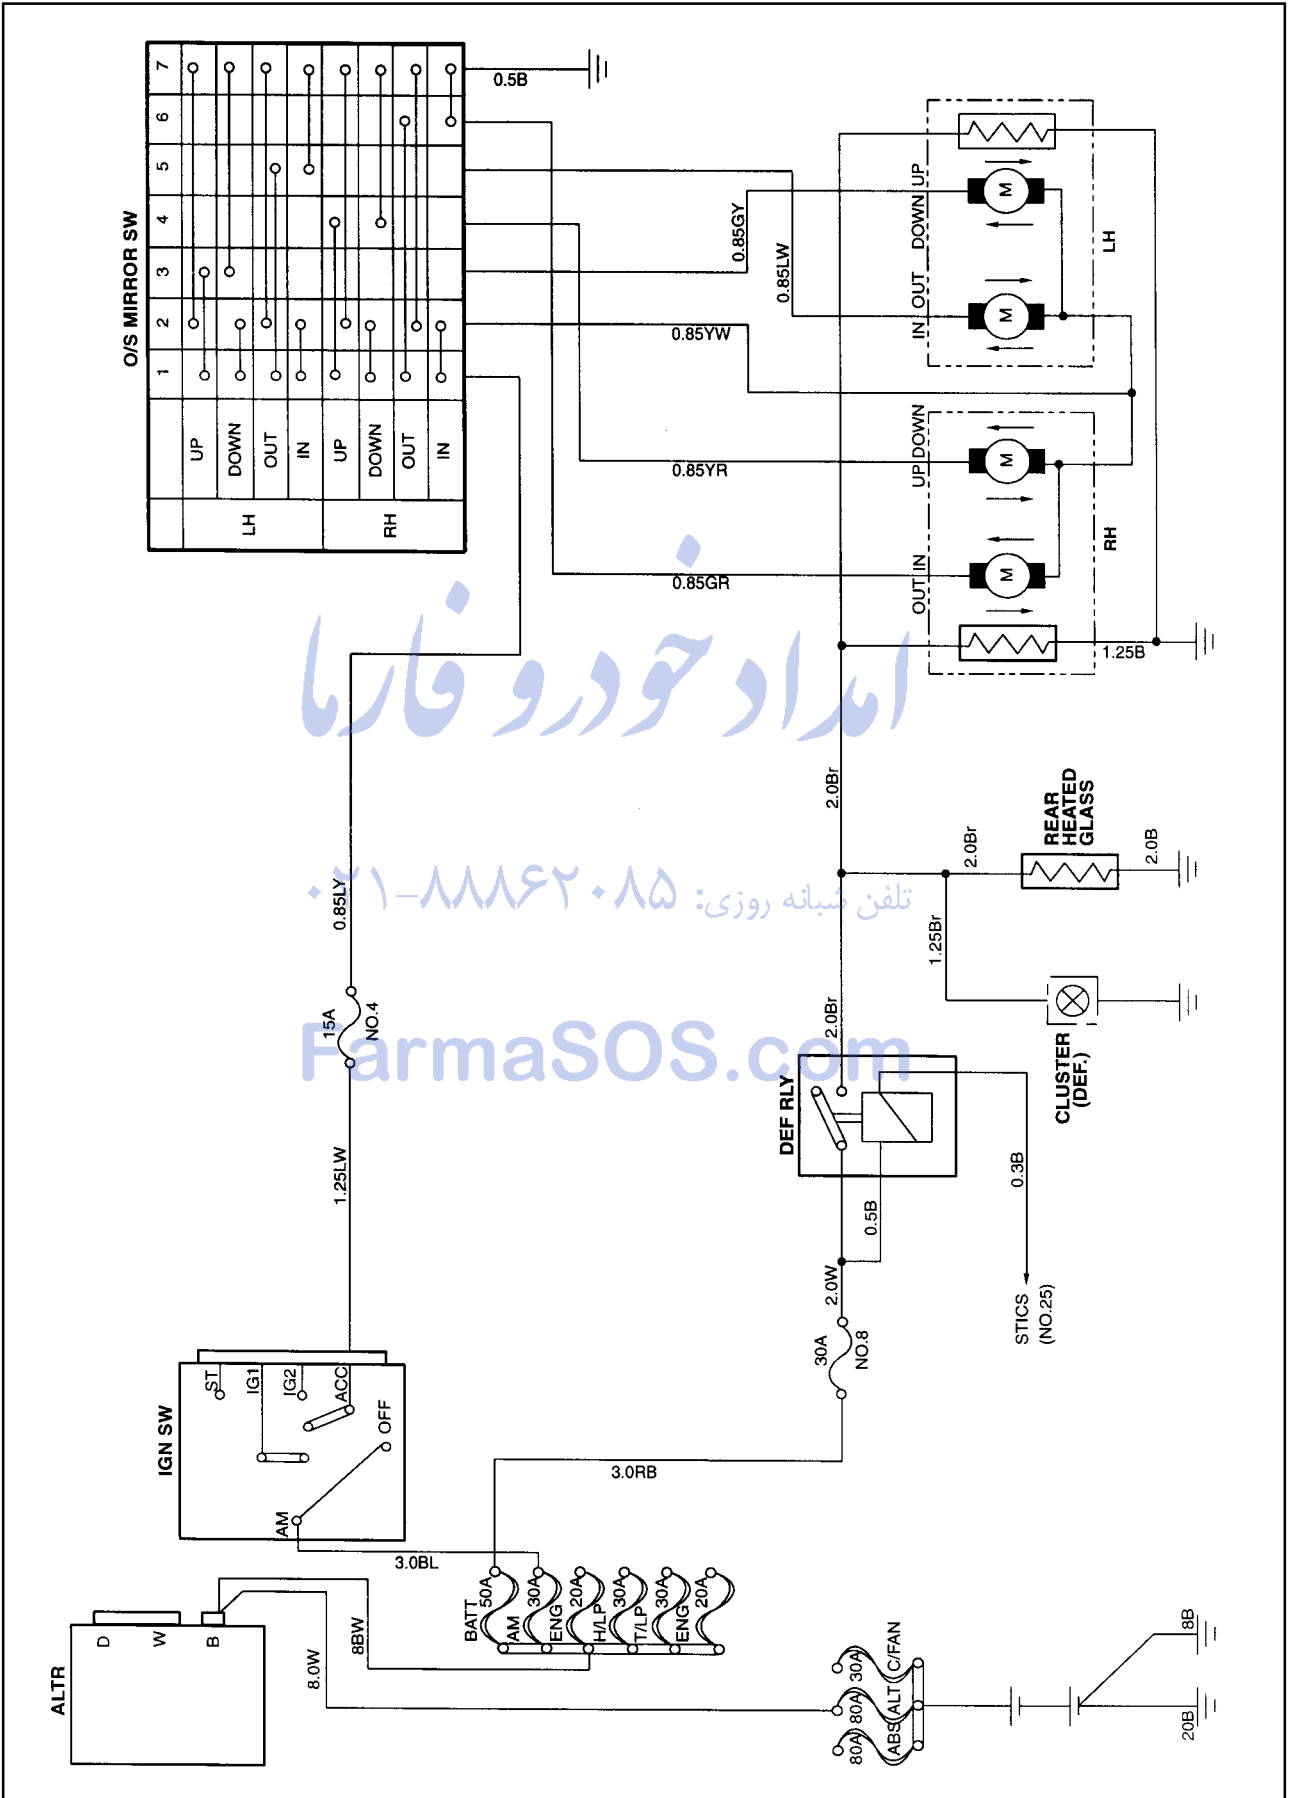 O/S MIRROR SW
1 2 3 4 5 6 7
LH
UP
DOWN
OUT
IN
RH
UP
DOWN
OUT
IN
0.5B
0.85GY
0.85LW
0.85YW
0.85YR
0.85GR
IN OUT
DOWN UP
LH
OUT IN
UP DOWN
RH
1.25B
2.0Br
2.0Br
2.0Br
1.25Br
REAR
HEATED
GLASS
2.0B
CLUSTER
(DEF.)
DEF RLY
0.5B
0.3B
STICS
(NO.25)
2.0W
30A
NO.8
3.0RB
0.85LY
15A
NO.4
1.25LW
IGN SW
ST
IG1
IG2
ACC
OFF
AM
3.0BL
ALTR
D
W
B
8.0W
8BW
BATT
50A
AM
30A
ENG
20A
H/LP
30A
T/LP
30A
ENG
20A
80A
ABS
80A
ALT
30A
C/FAN
20B
8B
امداد خودرو فارما
تلفن شبانه روزی: ۰۲۱-۸۸۸۶۲۰۸۵
FarmaSOS.com